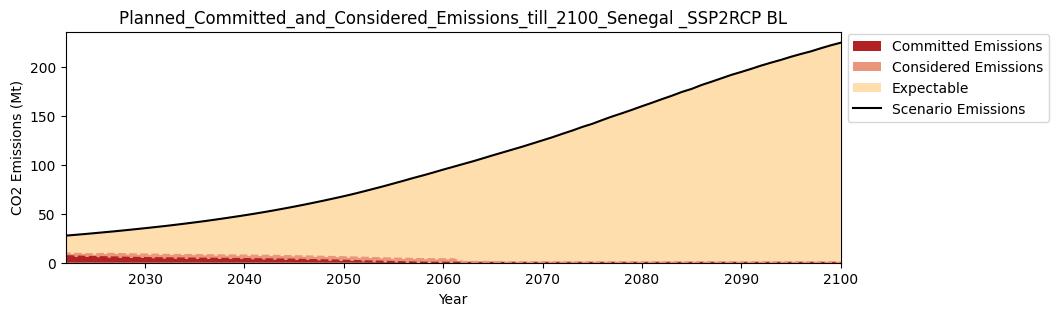 Planned_Committed_and_Considered_Emissions_till_2100_Senegal _SSP2RCP BL
CO2 Emissions (Mt)
200
150
100
50
0
2030 2040 2050 2060 2070 2080 2090 2100
Year
Committed Emissions
Considered Emissions
Expectable
Scenario Emissions